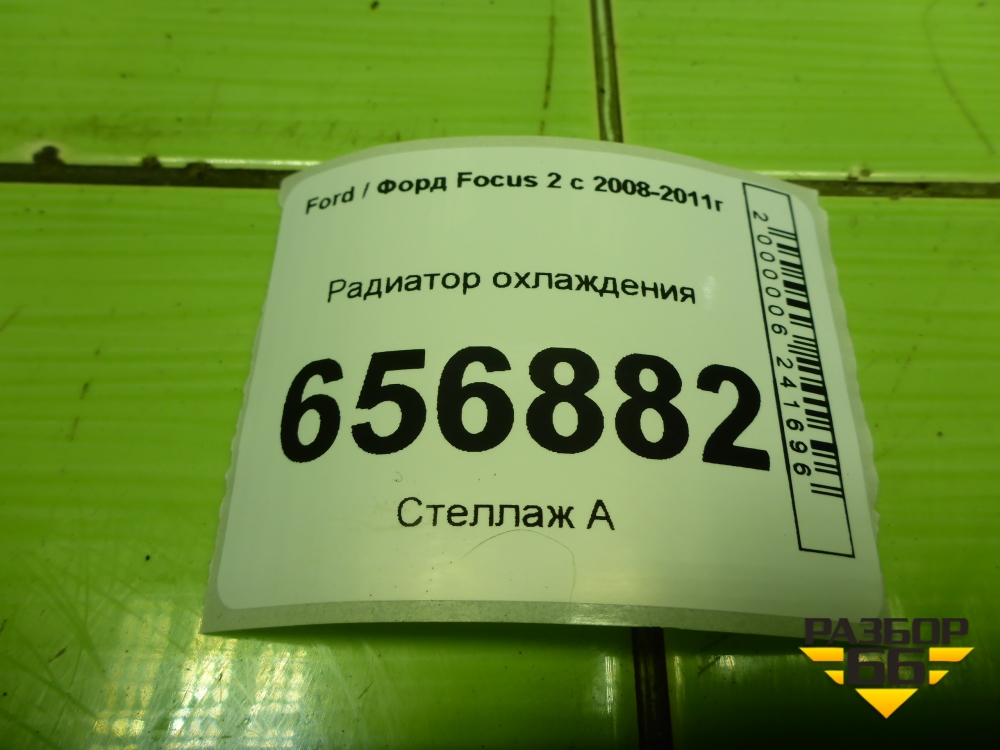 Ford / Форд Focus 2 с 2008-2011г
Радиатор охлаждения
656882
Стеллаж А
2000006241696
РАЗБОР
66